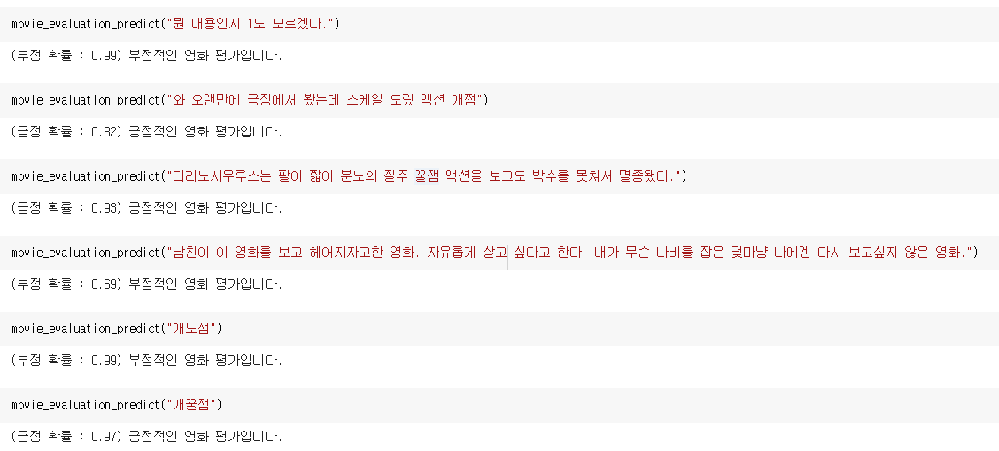 movie_evaluation_predict("뭔 내용인지 1도 모르겠다.")
(부정 확률 : 0.99) 부정적인 영화 평가입니다.
movie_evaluation_predict("와 오랜만에 극장에서 봤는데 스케일 도랐 액션 개쩜")
(긍정 확률 : 0.82) 긍정적인 영화 평가입니다.
movie_evaluation_predict("티라노사우루스는 팔이 짧아 분노의 질주 꿀잼 액션을 보고도 박수를 못쳐서 멸종됐다.")
(긍정 확률 : 0.93) 긍정적인 영화 평가입니다.
movie_evaluation_predict("남친이 이 영화를 보고 헤어지자고한 영화. 자유롭게 살고 싶다고 한다. 내가 무슨 나비를 잡은 덫마냥 나에겐 다시 보고싶지 않은 영화.")
(부정 확률 : 0.69) 부정적인 영화 평가입니다.
movie_evaluation_predict("개노잼")
(부정 확률 : 0.99) 부정적인 영화 평가입니다.
movie_evaluation_predict("개꿀잼")
(긍정 확률 : 0.97) 긍정적인 영화 평가입니다.